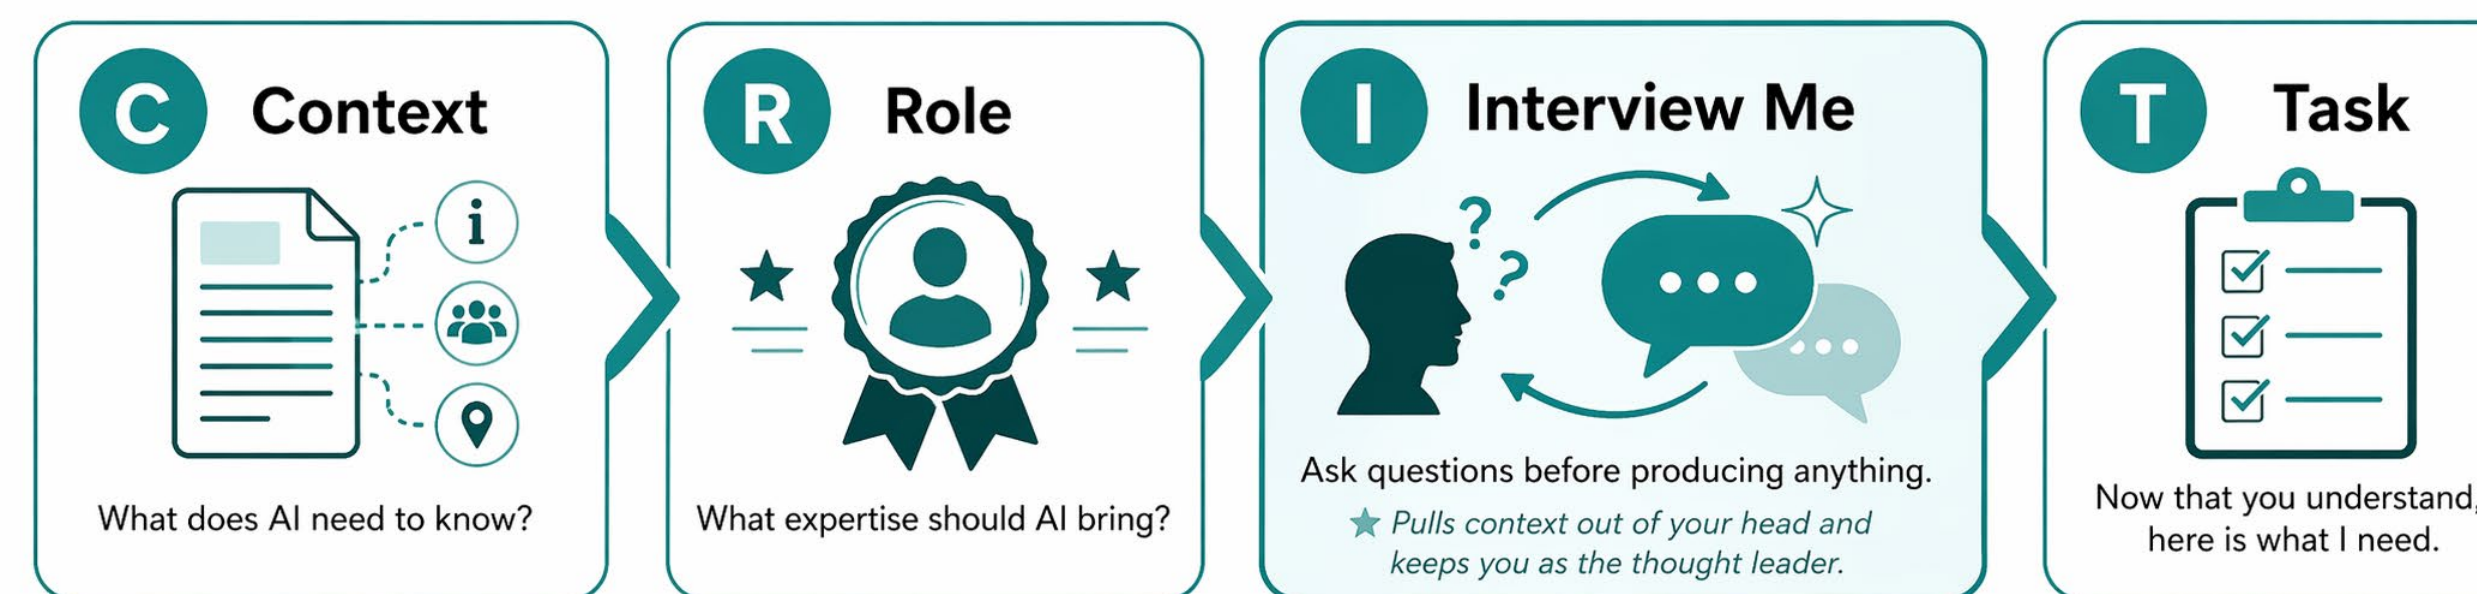 C Context
What does AI need to know?
R Role
What expertise should AI bring?
I Interview Me
Ask questions before producing anything.
Pulls context out of your head and
keeps you as the thought leader.
T Task
Now that you understand,
here is what I need.